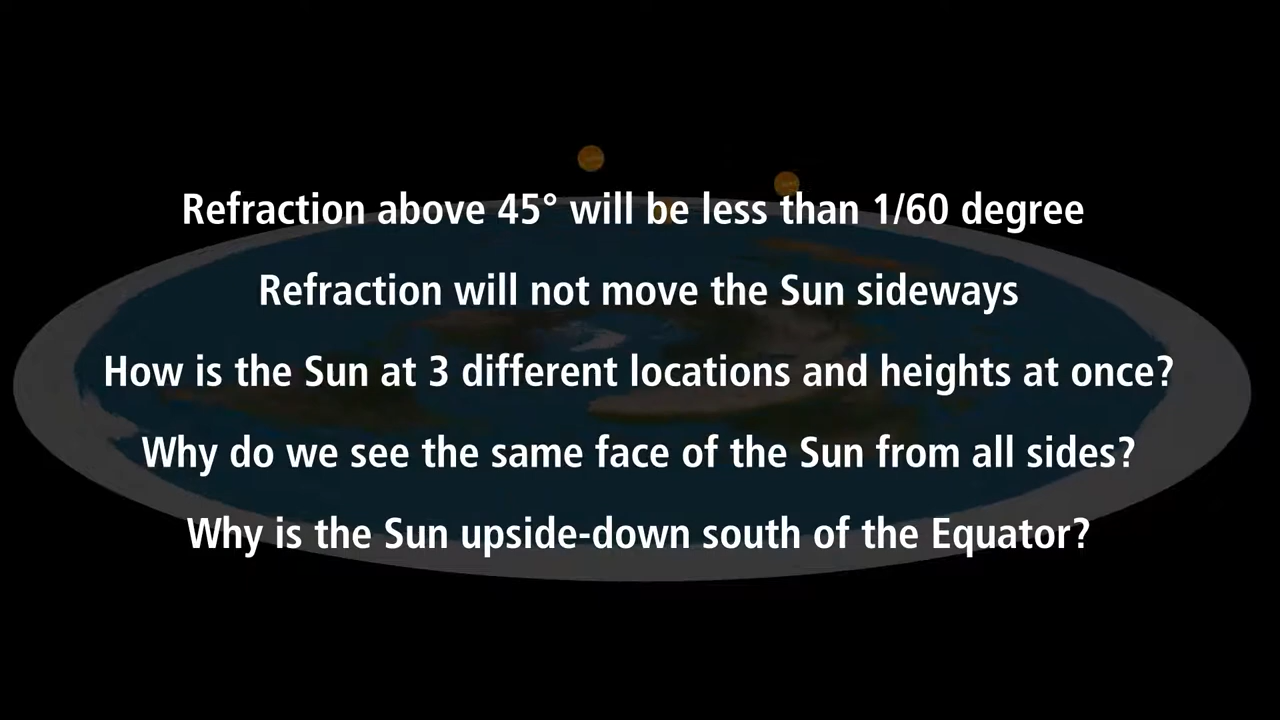 Refraction above 45° will be less than 1/60 degree
Refraction will not move the Sun sideways
How is the Sun at 3 different locations and heights at once?
Why do we see the same face of the Sun from all sides?
Why is the Sun upside-down south of the Equator?